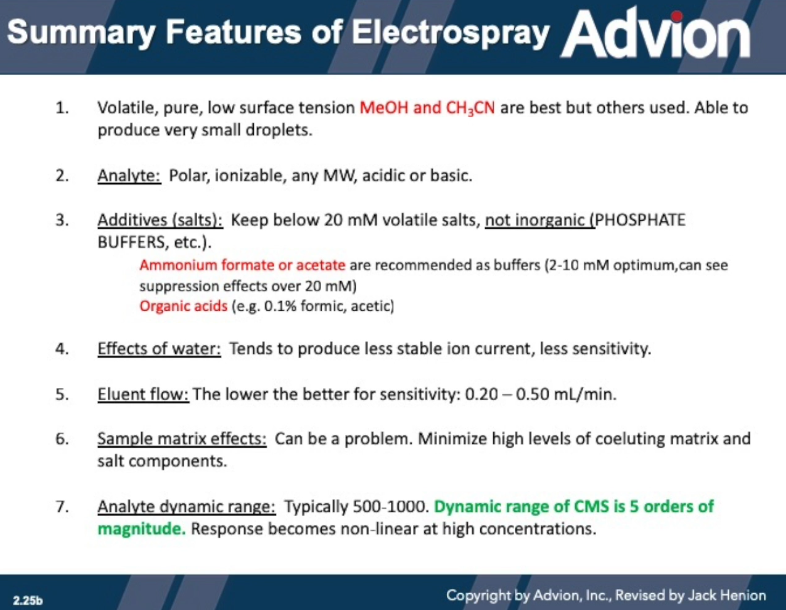 Summary Features of Electrospray Advion
1. Volatile, pure, low surface tension MeOH and CH₃CN are best but others used. Able to
produce very small droplets.
2. Analyte: Polar, ionizable, any MW, acidic or basic.
3. Additives (salts): Keep below 20 mM volatile salts, not inorganic (PHOSPHATE
BUFFERS, etc.).
Ammonium formate or acetate are recommended as buffers (2-10 mM optimum,can see
suppression effects over 20 mM)
Organic acids (e.g. 0.1% formic, acetic)
4. Effects of water: Tends to produce less stable ion current, less sensitivity.
5. Eluent flow: The lower the better for sensitivity: 0.20 – 0.50 mL/min.
6. Sample matrix effects: Can be a problem. Minimize high levels of coeluting matrix and
salt components.
7. Analyte dynamic range: Typically 500-1000. Dynamic range of CMS is 5 orders of
magnitude. Response becomes non-linear at high concentrations.
2.25b
Copyright by Advion, Inc., Revised by Jack Henion